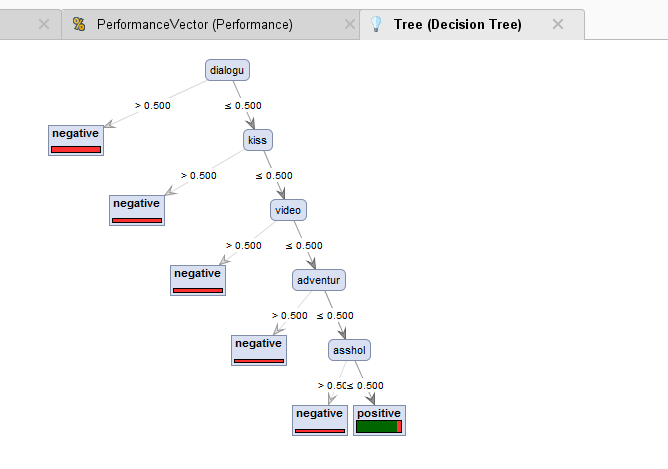 PerformanceVector (Performance)
Tree (Decision Tree)
dialogu
> 0.500
≤ 0.500
negative
kiss
> 0.500
≤ 0.500
negative
video
> 0.500
≤ 0.500
negative
adventur
> 0.500
≤ 0.500
negative
asshol
> 0.50
≤ 0.500
negative
positive